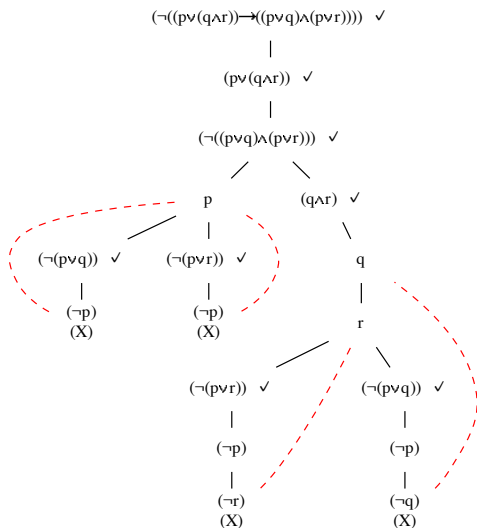 (¬((p∨(q∧r))→((p∨q)∧(p∨r)))) ✓
(p∨(q∧r)) ✓
(¬((p∨q)∧(p∨r))) ✓
p (q∧r) ✓
(¬(p∨q)) ✓ (¬(p∨r)) ✓ q
(¬p) (¬p)
(X) (X)
r
(¬(p∨r)) ✓ (¬(p∨q)) ✓
(¬p) (¬p)
(¬r) (¬q)
(X) (X)